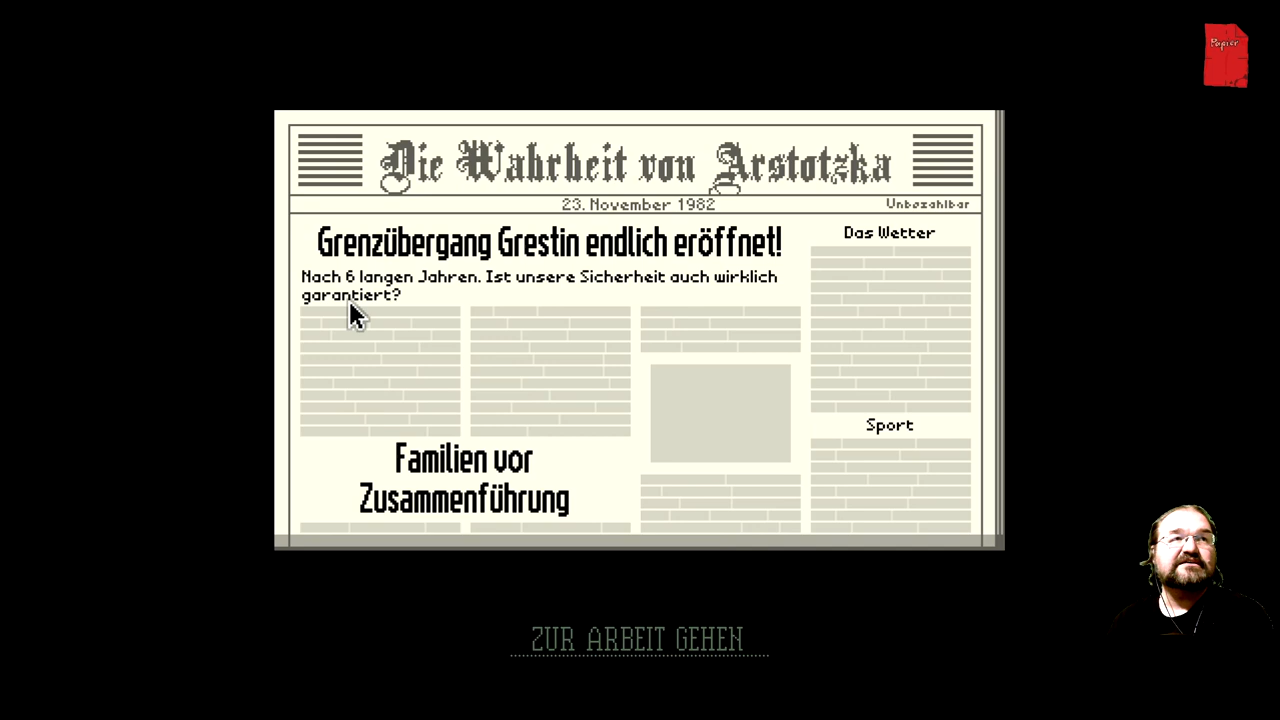 Papier
Die Wahrheit von Arstotzka
23. November 1982
Unbezahlbar
Grenzübergang Grestin endlich eröffnet!
Nach 6 langen Jahren. Ist unsere Sicherheit auch wirklich
garantiert?
Das Wetter
Sport
Familien vor
Zusammenführung
ZUR ARBEIT GEHEN